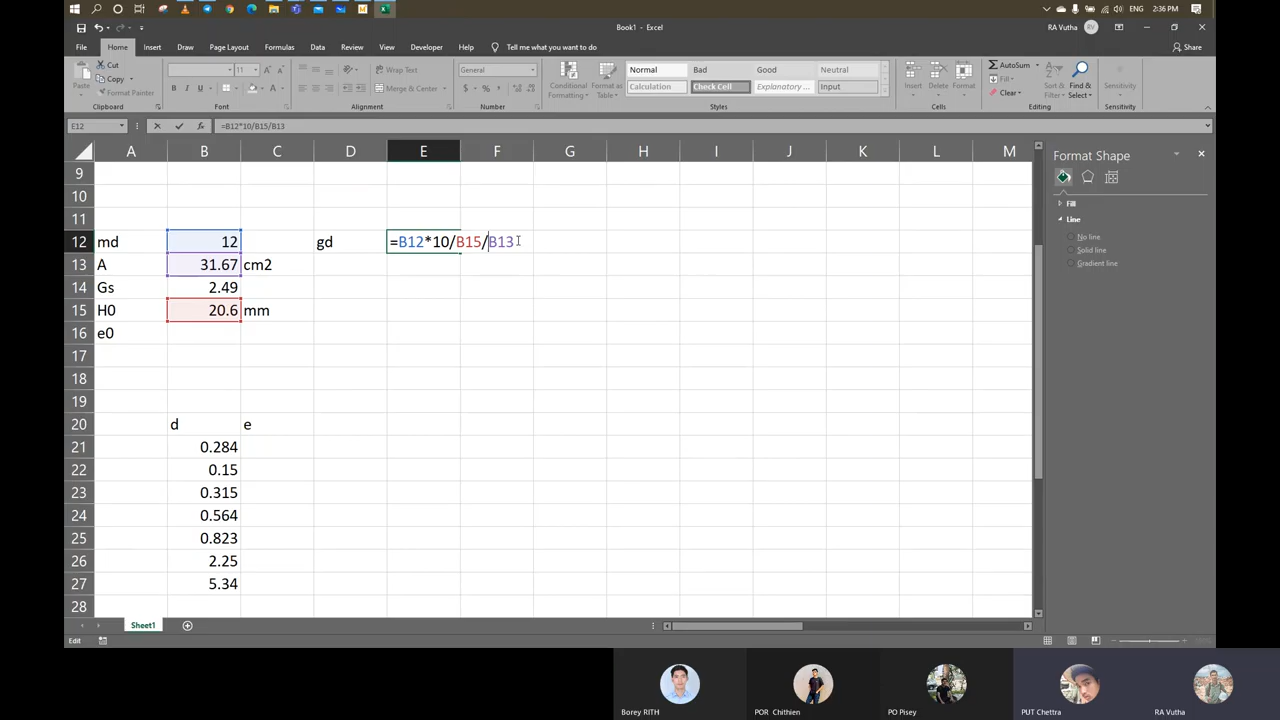 ENG
2:36 PM
Book1 - Excel
RA Vutha
RV
File
Home
Insert
Draw
Page Layout
Formulas
Data
Review
View
Developer
Help
Tell me what you want to do
Share
Paste
Cut
Copy
Format Painter
Clipboard
11
B I U
Font
Wrap Text
Merge & Center
Alignment
General
$ % ,
Number
Conditional Formatting
Format as Table
Normal
Bad
Good
Neutral
Calculation
Check Cell
Explanatory ...
Input
Styles
Insert
Delete
Format
Cells
AutoSum
Fill
Clear
Sort & Filter
Find & Select
Editing
Sensitivity
Sensitivity
E12
=B12*10/B15/B13
A B C D E F G H I J K L M
9
10
11
12 md 12 gd =B12*10/B15/B13
13 A 31.67 cm2
14 Gs 2.49
15 H0 20.6 mm
16 e0
17
18
19
20 d e
21 0.284
22 0.15
23 0.315
24 0.564
25 0.823
26 2.25
27 5.34
28
Format Shape
Fill
Line
No line
Solid line
Gradient line
Sheet1
Edit
Borey RITH
POR Chithien
PO Pisey
PUT Chettra
RA Vutha